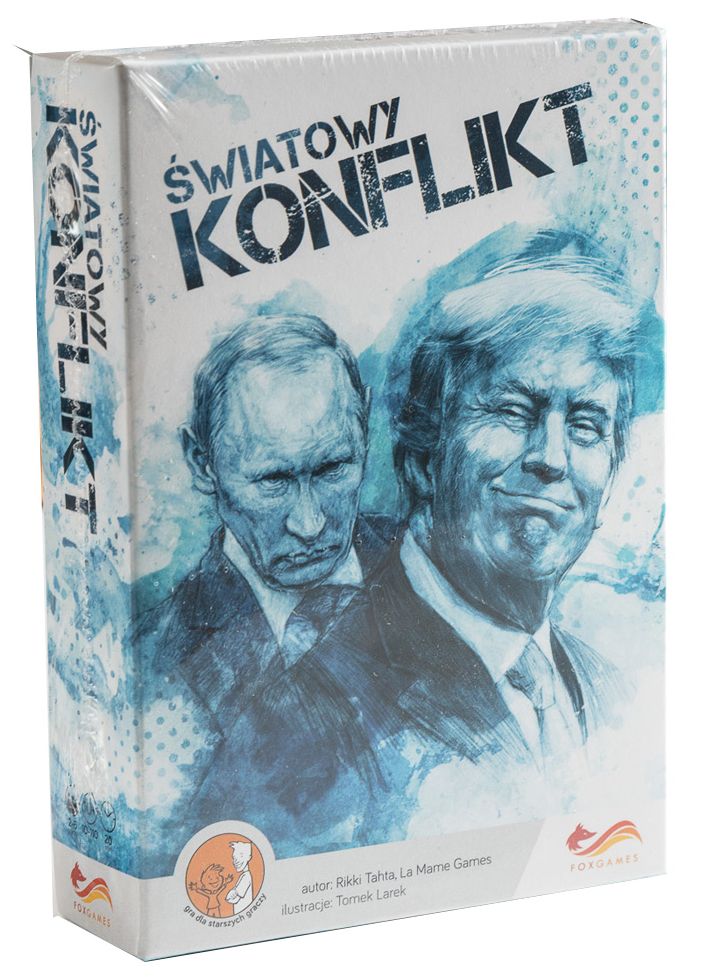 ŚWIATOWY
KONFLIKT
ŚWIATOWY
KONFLIKT
autor: Rikki Tahta, La Mame Games
ilustracje: Tomek Larek
gra dla starszych graczy
FOXGAMES
FOXGAMES